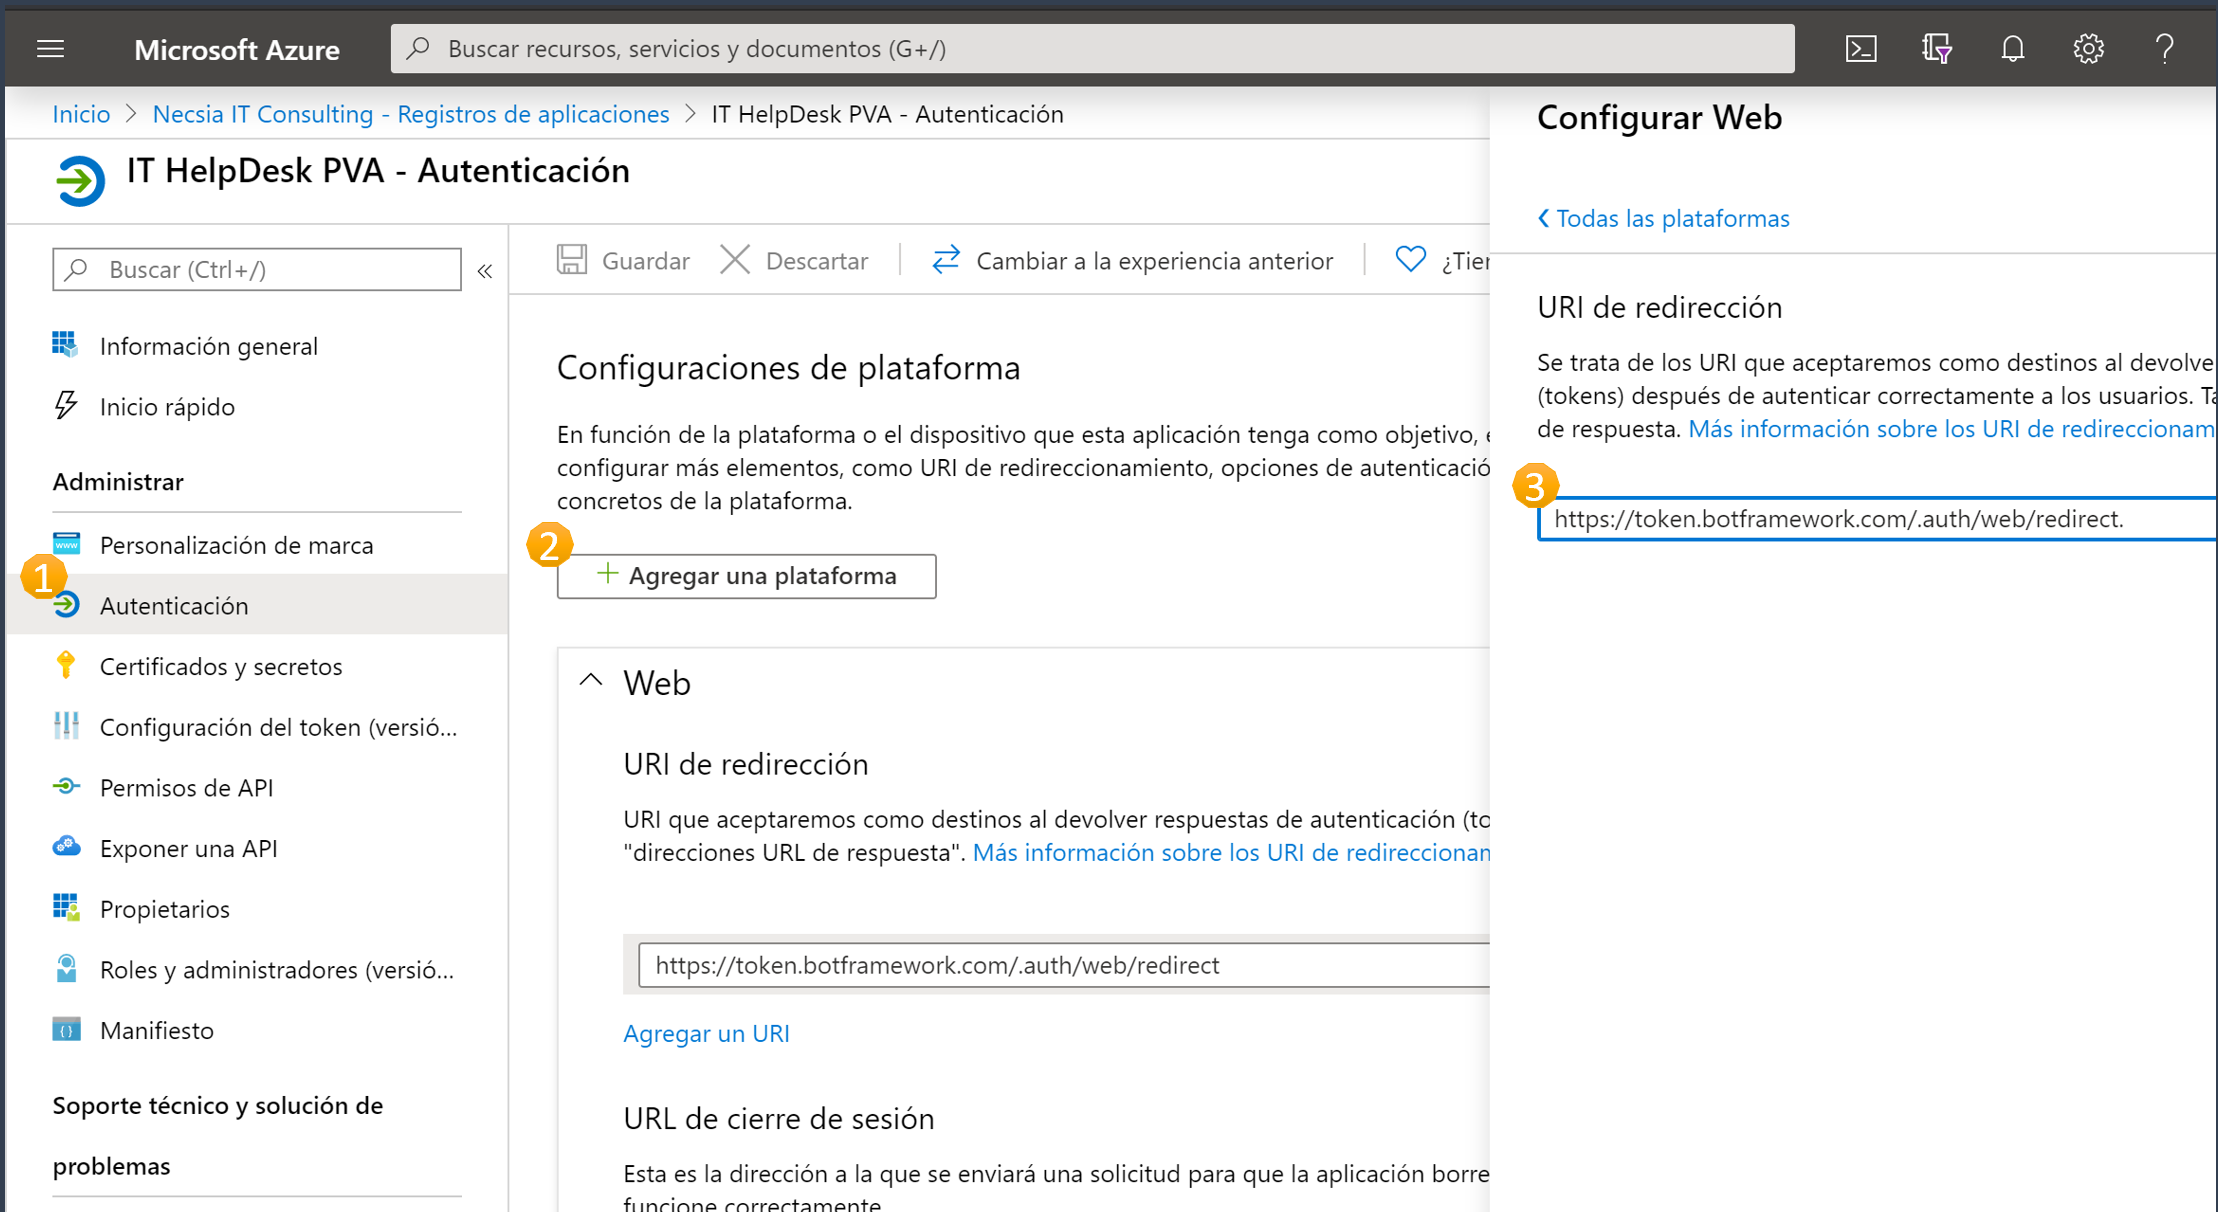 Microsoft Azure
Buscar recursos, servicios y documentos (G+/)
Inicio > Necsia IT Consulting - Registros de aplicaciones > IT HelpDesk PVA - Autenticación
IT HelpDesk PVA - Autenticación
Buscar (Ctrl+/)
Información general
Inicio rápido
Administrar
Personalización de marca
1
Autenticación
Certificados y secretos
Configuración del token (versió...
Permisos de API
Exponer una API
Propietarios
Roles y administradores (versió...
Manifiesto
Soporte técnico y solución de
problemas
Guardar
Descartar
Cambiar a la experiencia anterior
¿Tien
Configuraciones de plataforma
En función de la plataforma o el dispositivo que esta aplicación tenga como objetivo,
configurar más elementos, como URI de redireccionamiento, opciones de autenticació
concretos de la plataforma.
2
+ Agregar una plataforma
Web
URI de redirección
URI que aceptaremos como destinos al devolver respuestas de autenticación (to
"direcciones URL de respuesta". Más información sobre los URI de redireccionan
https://token.botframework.com/.auth/web/redirect
Agregar un URI
URL de cierre de sesión
Esta es la dirección a la que se enviará una solicitud para que la aplicación borre
funcione correctamente
Configurar Web
Todas las plataformas
URI de redirección
Se trata de los URI que aceptaremos como destinos al devolve
(tokens) después de autenticar correctamente a los usuarios. Ta
de respuesta. Más información sobre los URI de redireccionam
3
https://token.botframework.com/.auth/web/redirect.